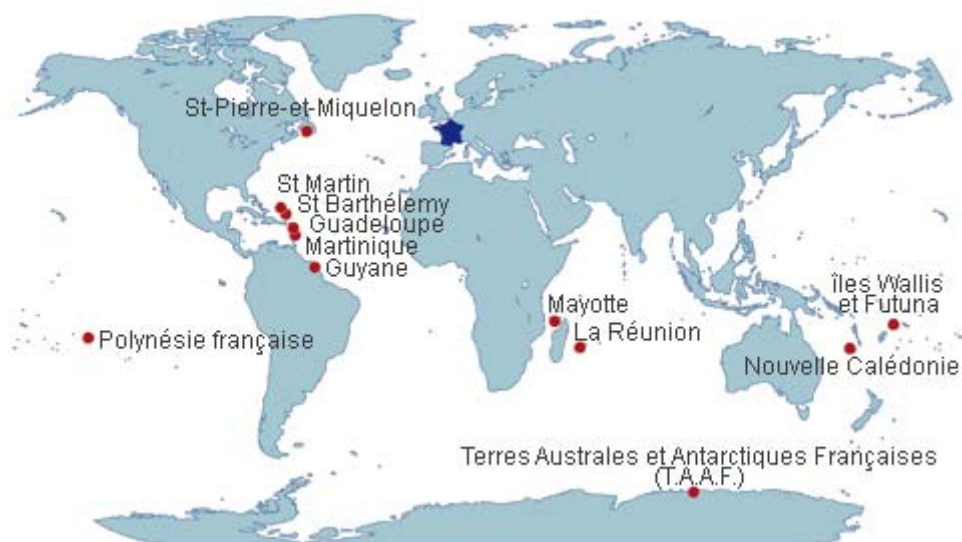 St-Pierre-et-Miquelon
St Martin
St Barthélemy
Guadeloupe
Martinique
Guyane
Mayotte
îles Wallis
et Futuna
La Réunion
Polynésie française
Nouvelle Calédonie
Terres Australes et Antarctiques Françaises
(T.A.A.F.)